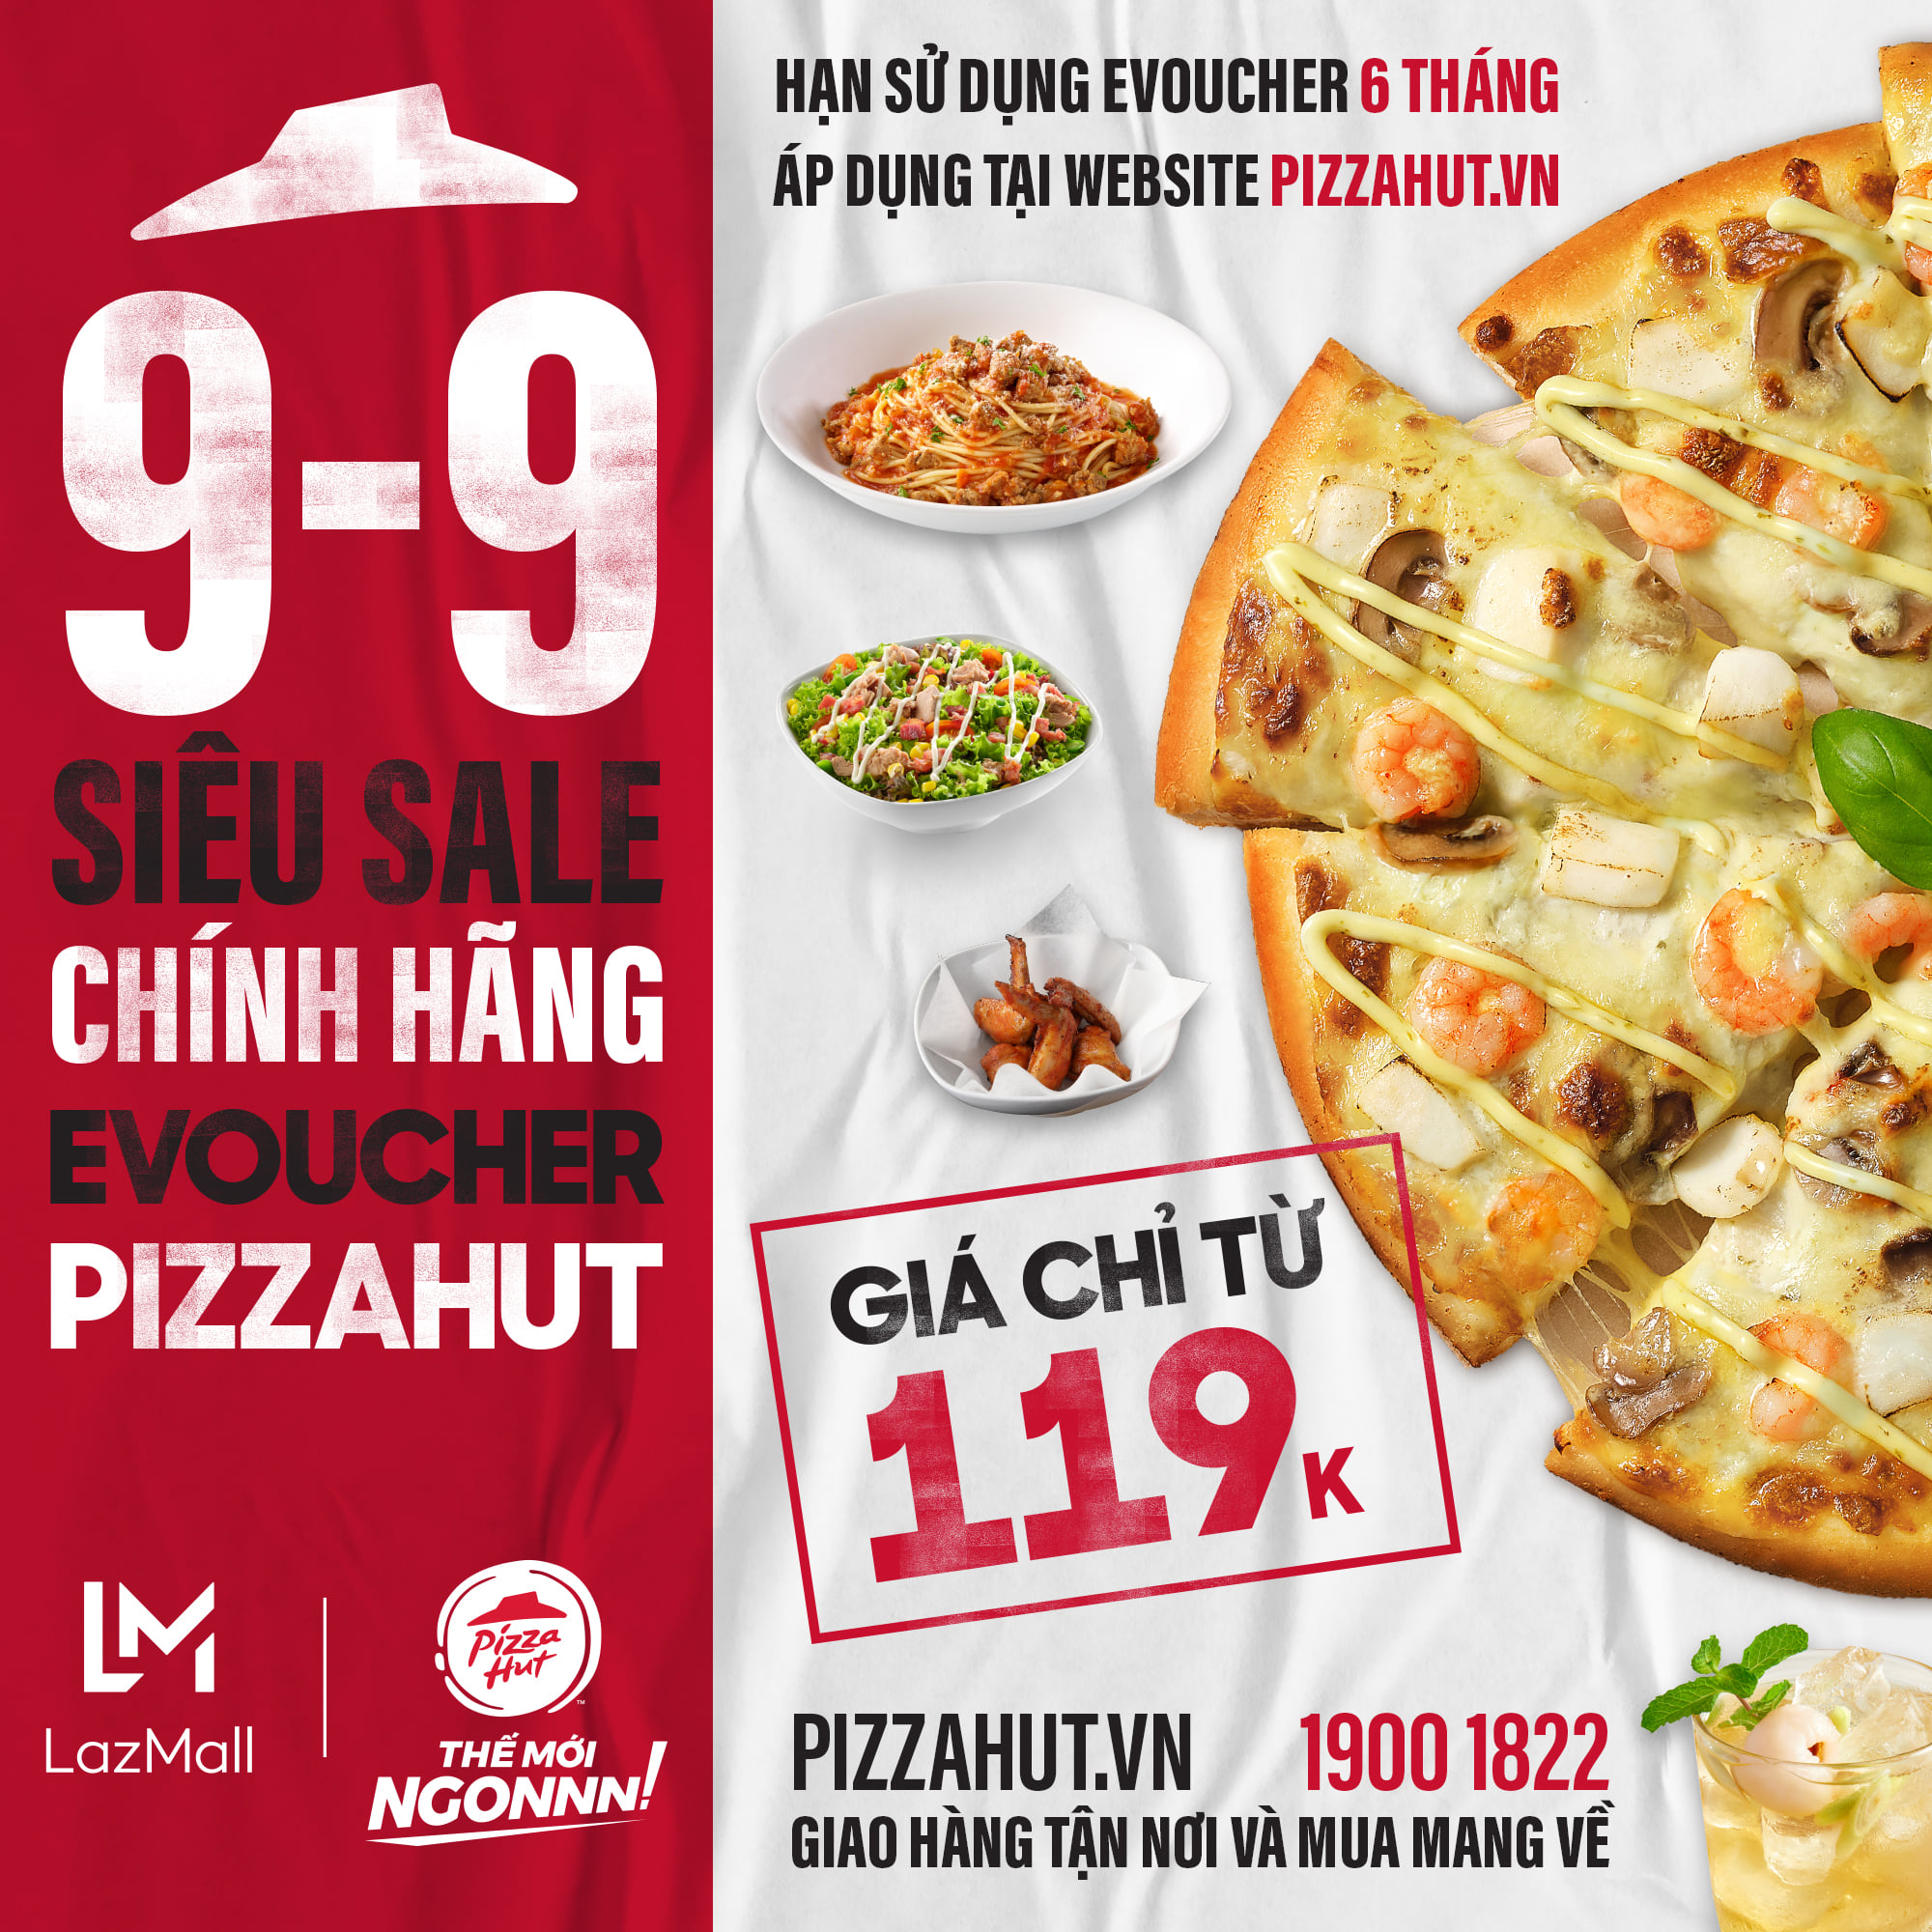 9-9
SIÊU SALE
CHÍNH HÃNG
EVOUCHER
PIZZAHUT
LM
LazMall
Pizza
Hut
™
THẾ MỚI
NGONNN!
HẠN SỬ DỤNG EVOUCHER 6 THÁNG
ÁP DỤNG TẠI WEBSITE PIZZAHUT.VN
GIÁ CHỈ TỪ
119K
PIZZAHUT.VN 1900 1822
GIAO HÀNG TẬN NƠI VÀ MUA MANG VỀ